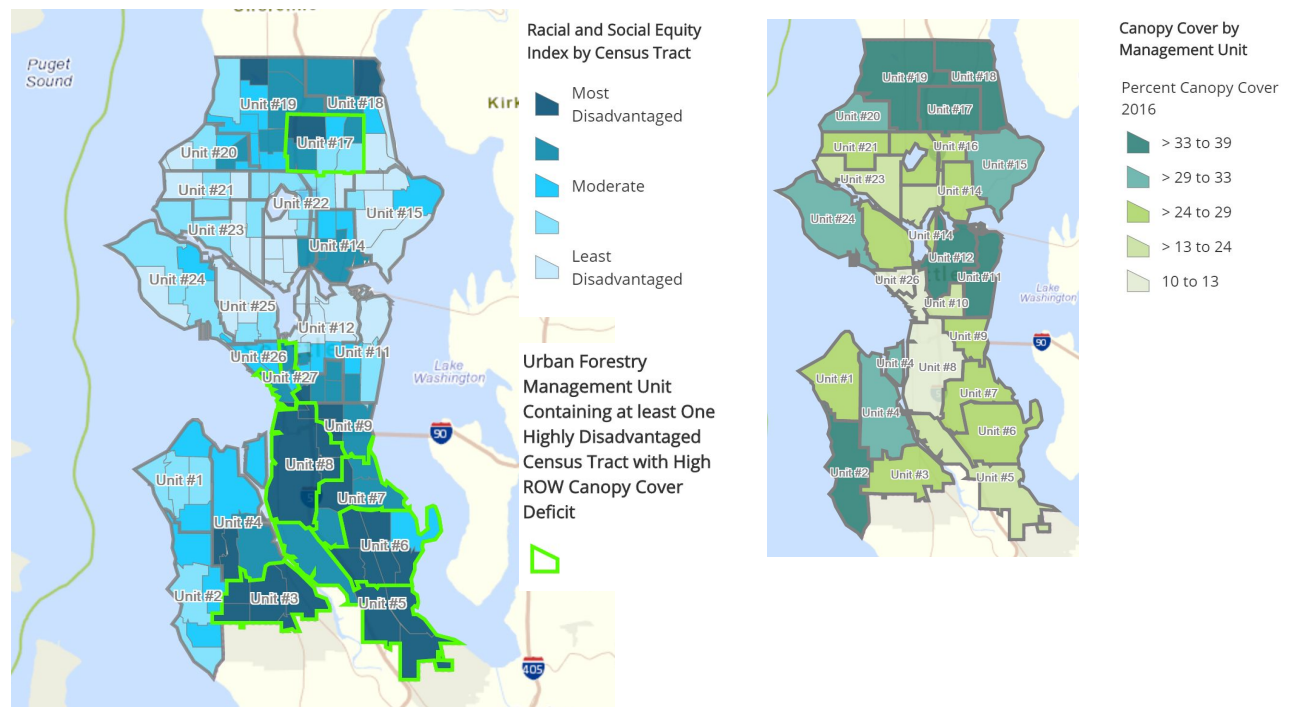 Puget
Sound
Kirk
Unit #19
Unit #18
Unit #17
Unit #20
Unit #21
Unit #22
Unit #15
Unit #23
Unit #14
Unit #24
Unit #25
Unit #12
Unit #26
Unit #11
Unit #27
Lake
Washington
Unit #9
90
Unit #8
Unit #1
Unit #7
Unit #4
Unit #6
Unit #2
Unit #3
Unit #5
405
Racial and Social Equity
Index by Census Tract
Most
Disadvantaged
Moderate
Least
Disadvantaged
Urban Forestry
Management Unit
Containing at least One
Highly Disadvantaged
Census Tract with High
ROW Canopy Cover
Deficit
Unit #19
Unit #18
Unit #17
Unit #20
Unit #21
Unit #16
Unit #15
Unit #23
Unit #14
Unit #24
Unit #14
Unit #12
Unit #26
Unit #11
Unit #10
Lake
Washington
Unit #9
90
Unit #4
Unit #8
Unit #1
Unit #7
Unit #4
Unit #6
Unit #2
Unit #3
Unit #5
Canopy Cover by
Management Unit
Percent Canopy Cover
2016
> 33 to 39
> 29 to 33
> 24 to 29
> 13 to 24
10 to 13